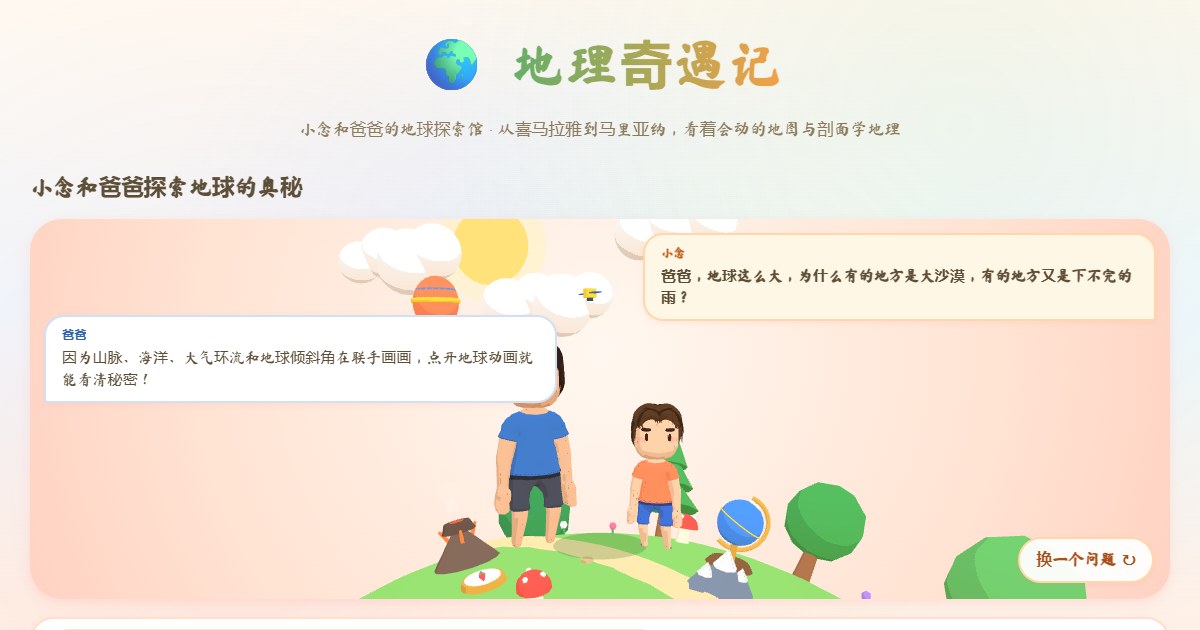 地理奇遇记
小念和爸爸的地球探索馆 · 从喜马拉雅到马里亚纳，看着会动的地图与剖面学地理
小念和爸爸探索地球的奥秘
小念
爸爸，地球这么大，为什么有的地方是大沙漠，有的地方又是下不完的
雨？
爸爸
因为山脉、海洋、大气环流和地球倾斜角在联手画画，点开地球动画就
能看清秘密！
换一个问题 ↻